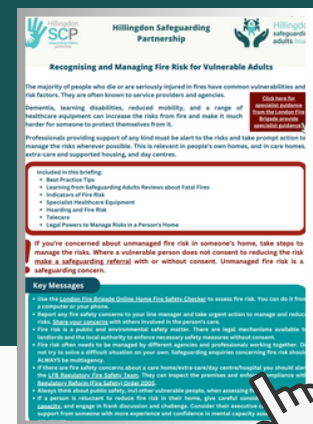 Hillingdon
SCP
Hillingdon Safeguarding
Partnership
Hillingdon
safeguarding
adults
Recognising and Managing Fire Risk for Vulnerable Adults
The majority of people who die or are seriously injured in fires have common vulnerabilities and
risk factors. They are often known to service providers and agencies.
Click here for
specialist guidance
from the London Fire
Brigade provide
specialist guidance
Dementia, learning disabilities, reduced mobility, and a range of
healthcare equipment can increase the risks from fire and make it much
harder for someone to protect themselves from it.
Professionals providing support of any kind must be alert to the risks and take prompt action to
manage the risks wherever possible. This is relevant in people's own homes, and in care homes,
extra-care and supported housing, and day centres.
Included in this briefing:
• Best Practice Tips
• Learning from Safeguarding Adults Reviews about Fatal Fires
• Indicators of Fire Risk
• Specialist Healthcare Equipment
• Hoarding and Fire Risk
• Telecare
• Legal Powers to Manage Risks in a Person's Home
If you're concerned about unmanaged fire risk in someone's home, take steps to
manage the risks. Where a vulnerable person does not consent to reducing the risk
make a safeguarding referral with or without consent. Unmanaged fire risk is a
safeguarding concern.
Key Messages
• Use the London Fire Brigade Online Home Fire Safety Checker to assess fire risk. You can do it from
a computer or your phone.
• Report any fire safety concerns to your line manager and take urgent action to manage and reduce
risks. Share your concerns with others involved in the person's care.
• Fire risk is a public and environmental safety matter. There are legal mechanisms available to
landlords and the local authority to enforce necessary safety measures without consent.
• Fire risk often needs to be managed by different agencies and professionals working together. Do
not try to solve a difficult situation on your own. Safeguarding enquiries concerning fire risk should
ALWAYS be multiagency.
• If there are fire safety concerns about a care home/extra-care/day centre/hospital you should alert
the LFB Regulatory Fire Safety Team. They can inspect the premises and enforce compliance with
Regulatory Reform (Fire Safety) Order 2005.
• Always think about public safety, incl other vulnerable people, when assessing
• If a person is reluctant to reduce fire risk in their home, give careful
capacity, and engage in frank discussion and challenge. Consider their executive
support from someone with more experience and confidence in mental capacity